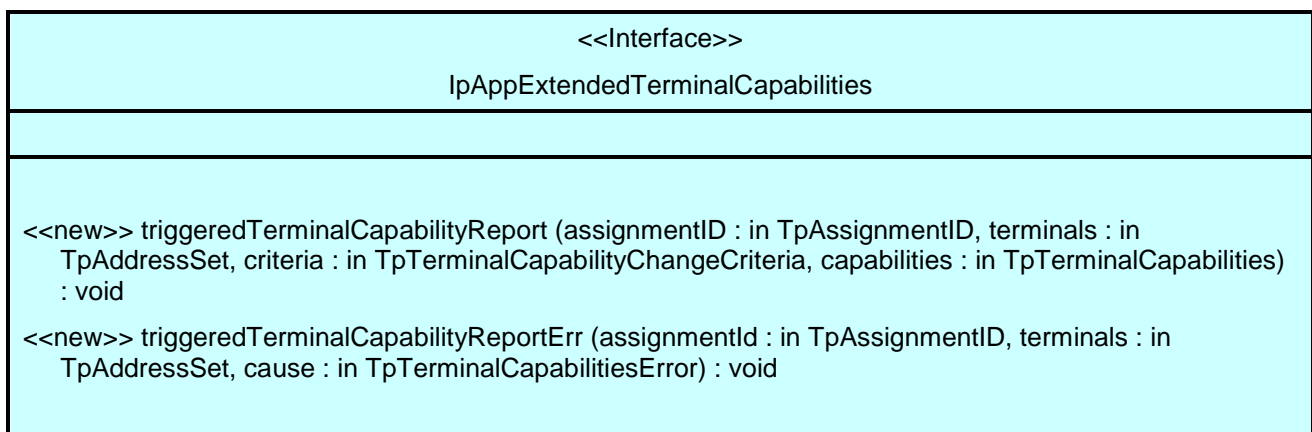 <<Interface>>
IpAppExtendedTerminalCapabilities
<<new>> triggeredTerminalCapabilityReport (assignmentID : in TpAssignmentID, terminals : in
TpAddressSet, criteria : in TpTerminalCapabilityChangeCriteria, capabilities : in TpTerminalCapabilities)
: void
<<new>> triggeredTerminalCapabilityReportErr (assignmentId : in TpAssignmentID, terminals : in
TpAddressSet, cause : in TpTerminalCapabilitiesError) : void